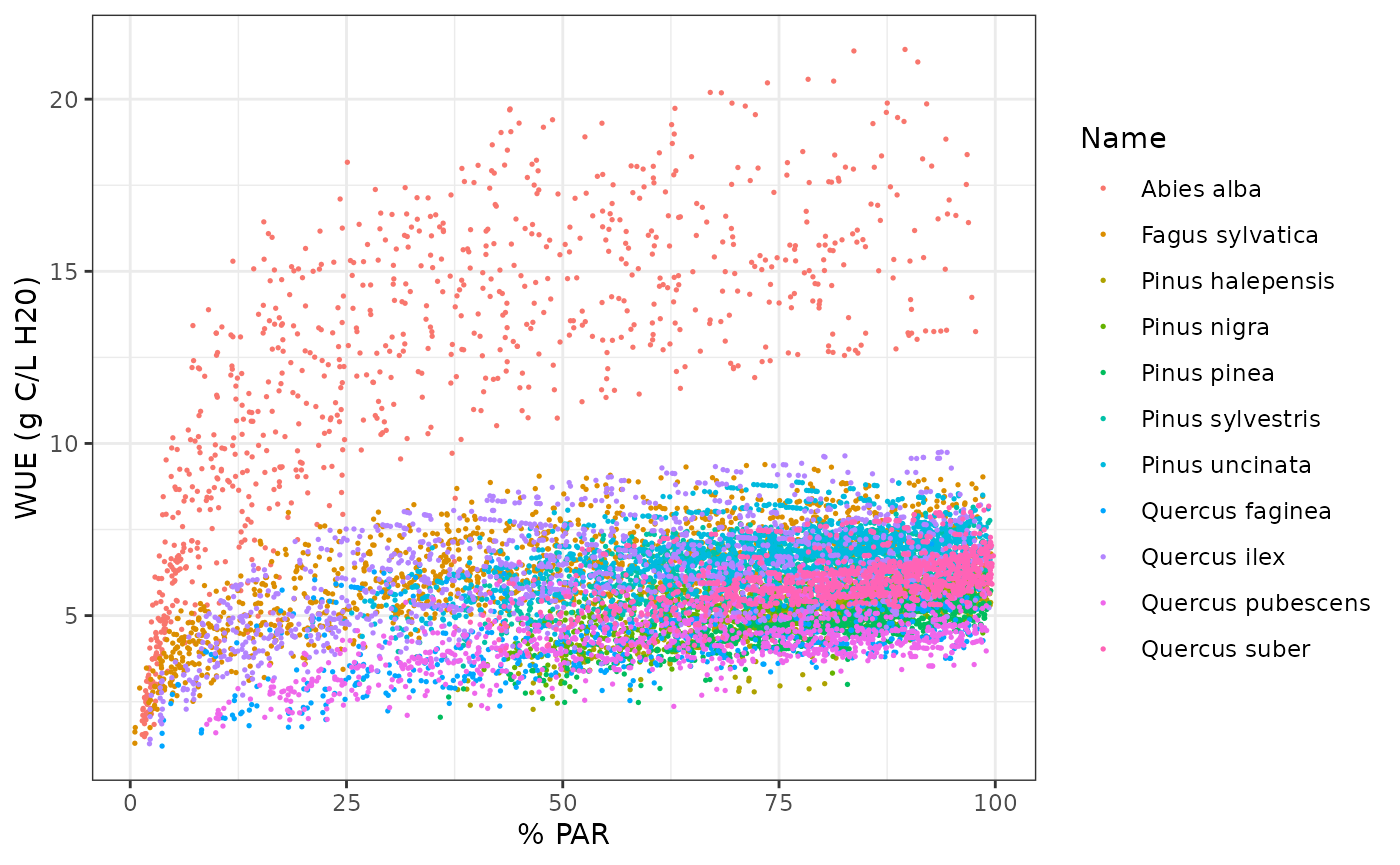 WUE (g C/L H20)
20
15
10
5
0
25
50
75
100
% PAR
Name
Abies alba
Fagus sylvatica
Pinus halepensis
Pinus nigra
Pinus pinea
Pinus sylvestris
Pinus uncinata
Quercus faginea
Quercus ilex
Quercus pubescens
Quercus suber